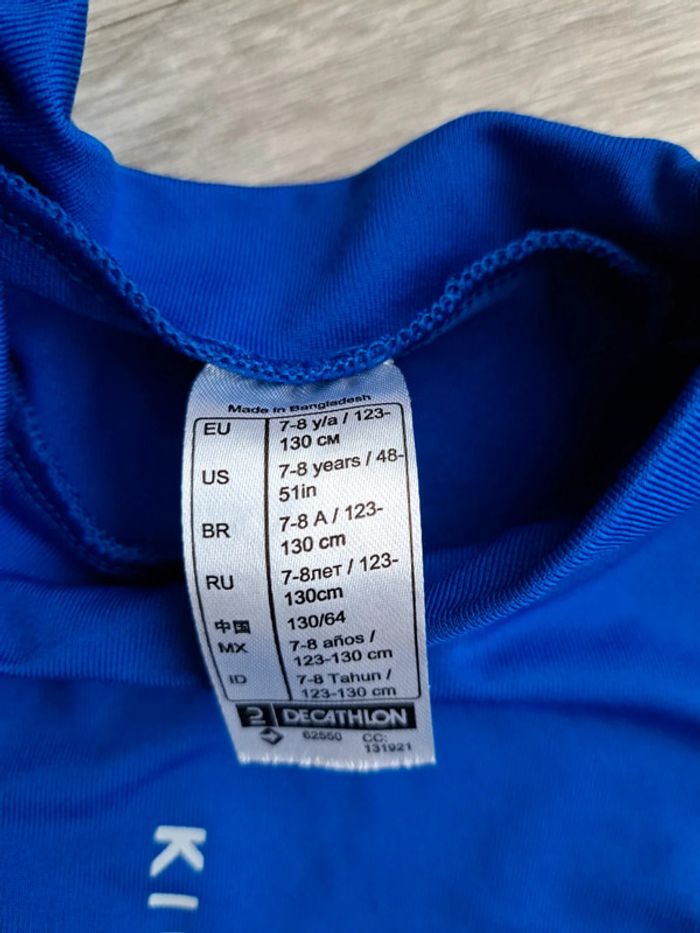 Made in Bangladesh
EU 7-8 y/a / 123-
130 CM
US 7-8 years / 48-
51in
BR 7-8 A / 123-
130 cm
RU 7-8лет / 123-
130cm
中国 130/64
MX 7-8 años /
123-130 cm
ID 7-8 Tahun /
123-130 cm
2 DECATHLON
62550 CC:
131921
KI